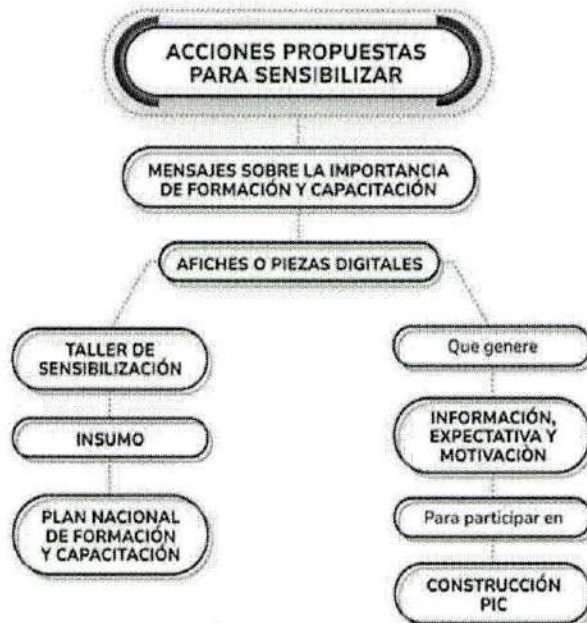 ACCIONES PROPUESTAS
PARA SENSIBILIZAR
MENSAJES SOBRE LA IMPORTANCIA
DE FORMACIÓN Y CAPACITACIÓN
AFICHES O PIEZAS DIGITALES
TALLER DE
SENSIBILIZACIÓN
INSUMO
PLAN NACIONAL
DE FORMACIÓN
Y CAPACITACIÓN
Que genere
INFORMACIÓN,
EXPECTATIVA Y
MOTIVACIÓN
Para participar en
CONSTRUCCIÓN
PIC